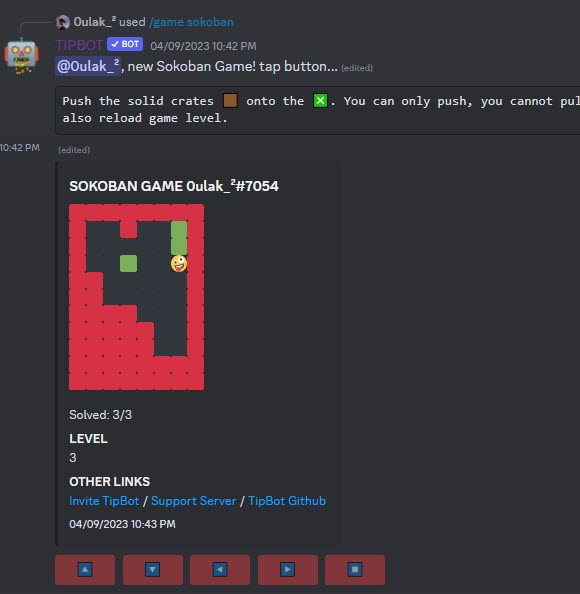 0ulak_² used /game sokoban
TIPBOT ✓ BOT 04/09/2023 10:42 PM
@0ulak_², new Sokoban Game! tap button... (edited)
Push the solid crates 🟫 onto the ❎. You can only push, you cannot pul
also reload game level.
10:42 PM (edited)
SOKOBAN GAME 0ulak_²#7054
Solved: 3/3
LEVEL
3
OTHER LINKS
Invite TipBot / Support Server / TipBot Github
04/09/2023 10:43 PM